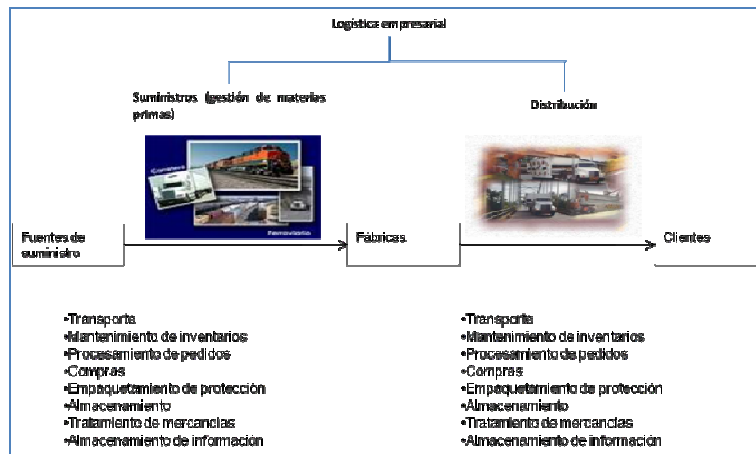 Logística empresarial
Suministros (gestión de materias
primas)
Distribución
Carretero
Ferroviario
Fuentes de
suministro
Fábricas
Clientes
•Transporte
•Mantenimiento de inventarios
•Procesamiento de pedidos
•Compras
•Empaquetamiento de protección
•Almacenamiento
•Tratamiento de mercancías
•Almacenamiento de información
•Transporte
•Mantenimiento de inventarios
•Procesamiento de pedidos
•Compras
•Empaquetamiento de protección
•Almacenamiento
•Tratamiento de mercancías
•Almacenamiento de información